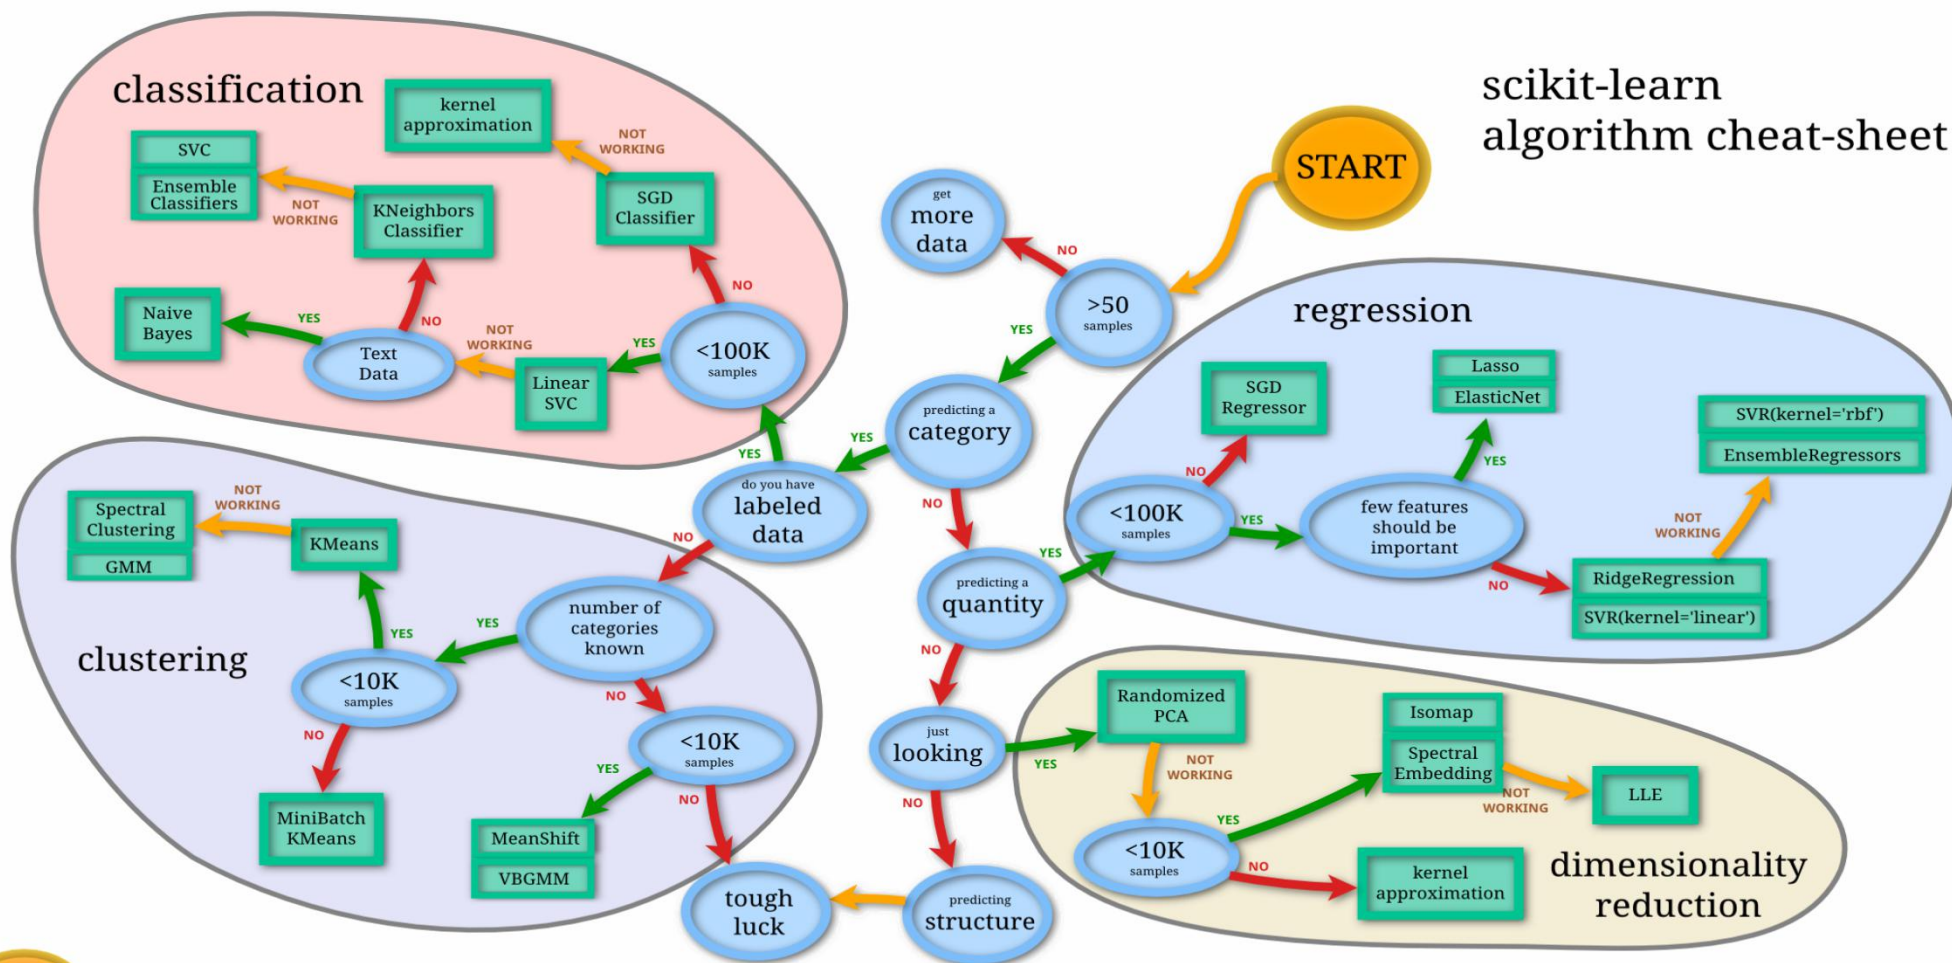 scikit-learn
algorithm cheat-sheet
START
classification
kernel
approximation
NOT
WORKING
SVC
Ensemble
Classifiers
NOT
WORKING
KNeighbors
Classifier
SGD
Classifier
Naive
Bayes
YES
NO
Text
Data
NOT
WORKING
Linear
SVC
YES
NO
<100K
samples
get
more
data
NO
>50
samples
YES
predicting a
category
YES
NO
do you have
labeled
data
YES
NO
regression
SGD
Regressor
Lasso
ElasticNet
SVR(kernel='rbf')
EnsembleRegressors
NO
YES
<100K
samples
YES
few features
should be
important
NOT
WORKING
NO
RidgeRegression
SVR(kernel='linear')
predicting a
quantity
YES
NO
clustering
Spectral
Clustering
GMM
NOT
WORKING
KMeans
number of
categories
known
YES
NO
<10K
samples
YES
NO
MiniBatch
KMeans
<10K
samples
YES
NO
MeanShift
VBGMM
tough
luck
just
looking
YES
NO
predicting
structure
dimensionality
reduction
Randomized
PCA
NOT
WORKING
<10K
samples
YES
NO
Isomap
Spectral
Embedding
NOT
WORKING
LLE
kernel
approximation